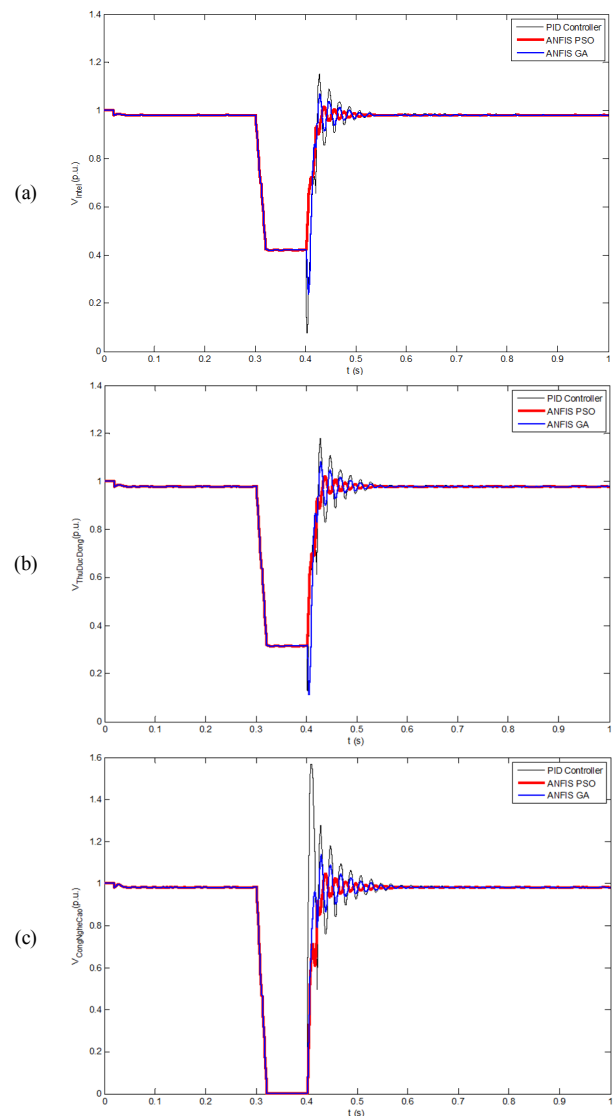 (a)
V_Intel(p.u.)
1.4
1.2
1
0.8
0.6
0.4
0.2
0
PID Controller
ANFIS PSO
ANFIS GA
0 0.1 0.2 0.3 0.4 0.5 0.6 0.7 0.8 0.9 1
t (s)
(b)
V_ThuDucDong(p.u.)
1.4
1.2
1
0.8
0.6
0.4
0.2
0
PID Controller
ANFIS PSO
ANFIS GA
0 0.1 0.2 0.3 0.4 0.5 0.6 0.7 0.8 0.9 1
t (s)
(c)
V_CongNgheCao(p.u.)
1.6
1.4
1.2
1
0.8
0.6
0.4
0.2
0
PID Controller
ANFIS PSO
ANFIS GA
0 0.1 0.2 0.3 0.4 0.5 0.6 0.7 0.8 0.9 1
t (s)